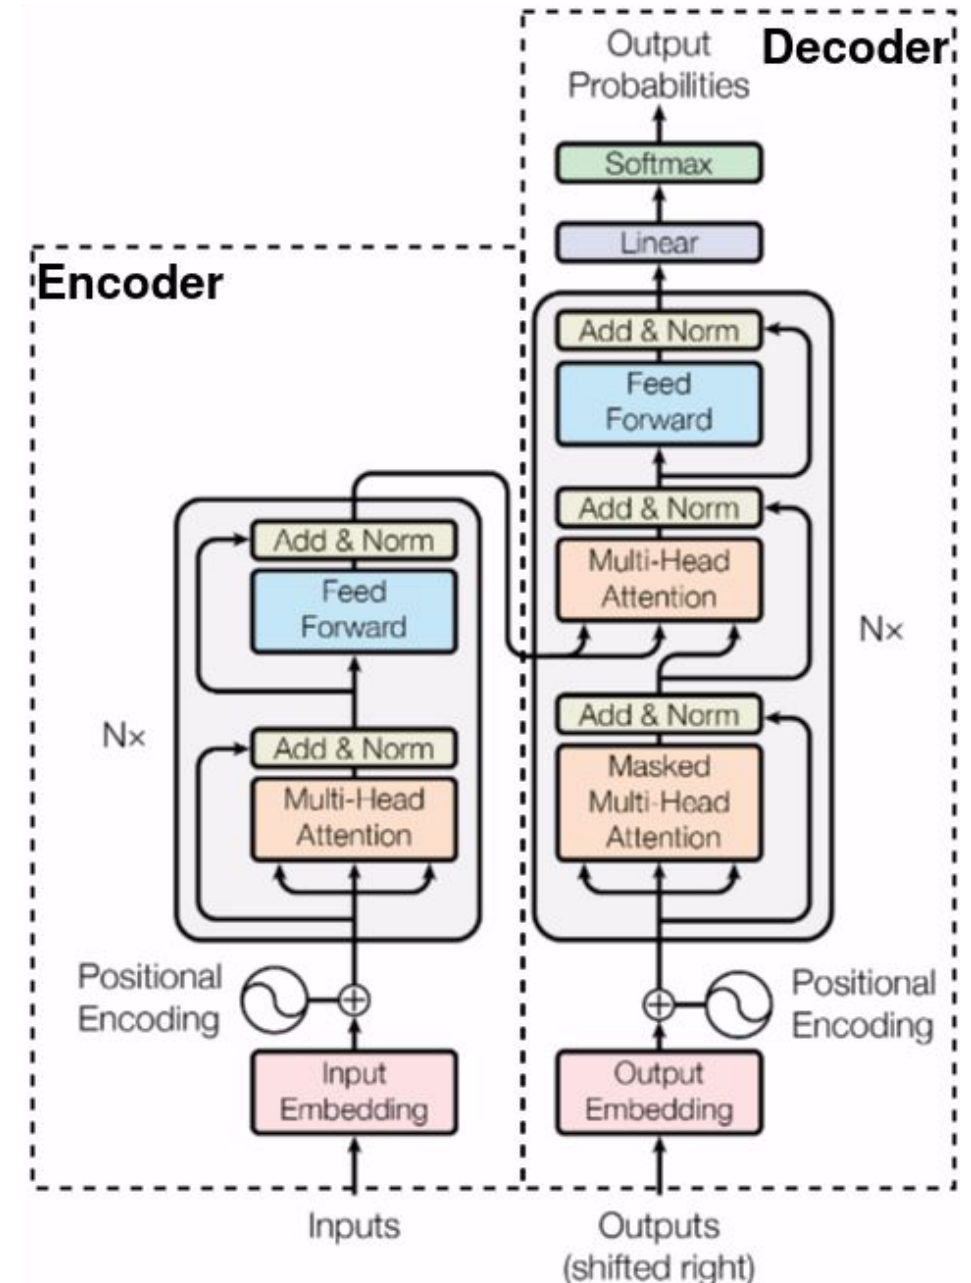 Output
Probabilities
Decoder
Softmax
Linear
Add & Norm
Feed
Forward
Add & Norm
Multi-Head
Attention
Nx
Add & Norm
Masked
Multi-Head
Attention
Positional
Encoding
Output
Embedding
Outputs
(shifted right)
Encoder
Add & Norm
Feed
Forward
Nx
Add & Norm
Multi-Head
Attention
Positional
Encoding
Input
Embedding
Inputs